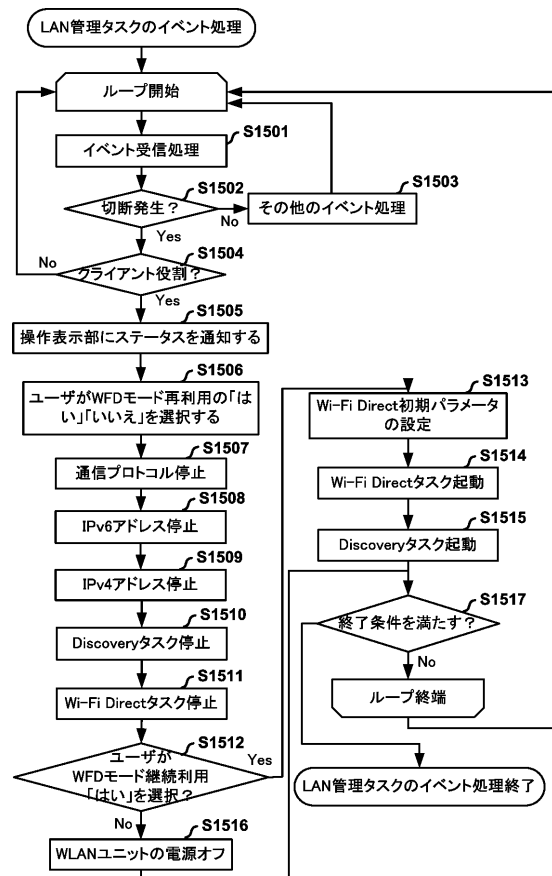 LAN管理タスクのイベント処理
ループ開始
S1501
イベント受信処理
S1502
切断発生？
No
S1503
その他のイベント処理
Yes
S1504
クライアント役割？
No
Yes
S1505
操作表示部にステータスを通知する
S1506
ユーザがWFDモード再利用の「は
い」「いいえ」を選択する
S1507
通信プロトコル停止
S1508
IPv6アドレス停止
S1509
IPv4アドレス停止
S1510
Discoveryタスク停止
S1511
Wi-Fi Directタスク停止
S1512
ユーザが
WFDモード継続利用
「はい」を選択？
Yes
No
S1516
WLANユニットの電源オフ
S1513
Wi-Fi Direct初期パラメータ
の設定
S1514
Wi-Fi Directタスク起動
S1515
Discoveryタスク起動
S1517
終了条件を満たす？
No
ループ終端
LAN管理タスクのイベント処理終了